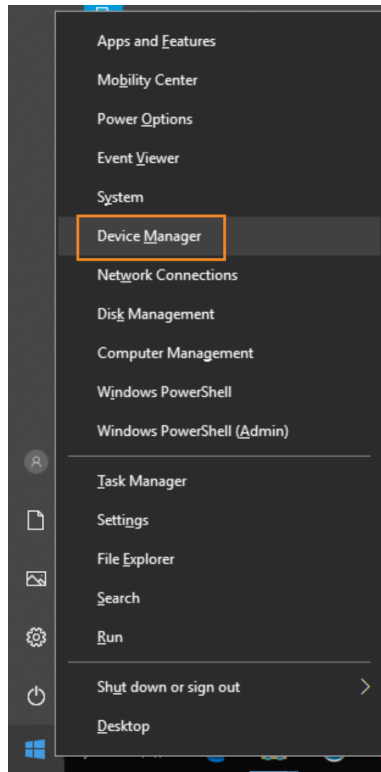 Apps and Features
Mobility Center
Power Options
Event Viewer
System
Device Manager
Network Connections
Disk Management
Computer Management
Windows PowerShell
Windows PowerShell (Admin)
Task Manager
Settings
File Explorer
Search
Run
Shut down or sign out
Desktop